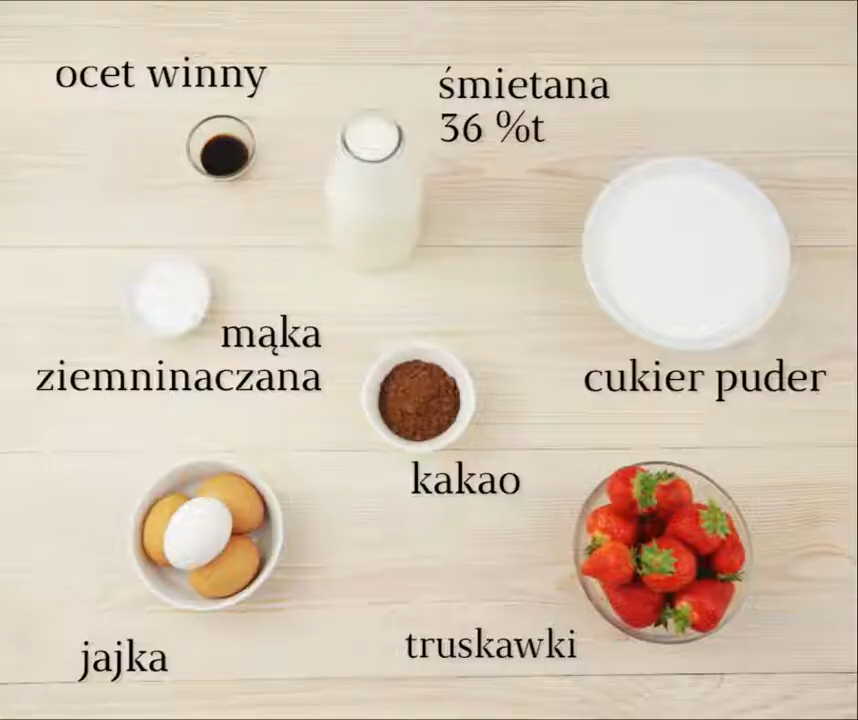 ocet winny
śmietana
36 %t
mąka
ziemninaczana
cukier puder
kakao
jajka
truskawki